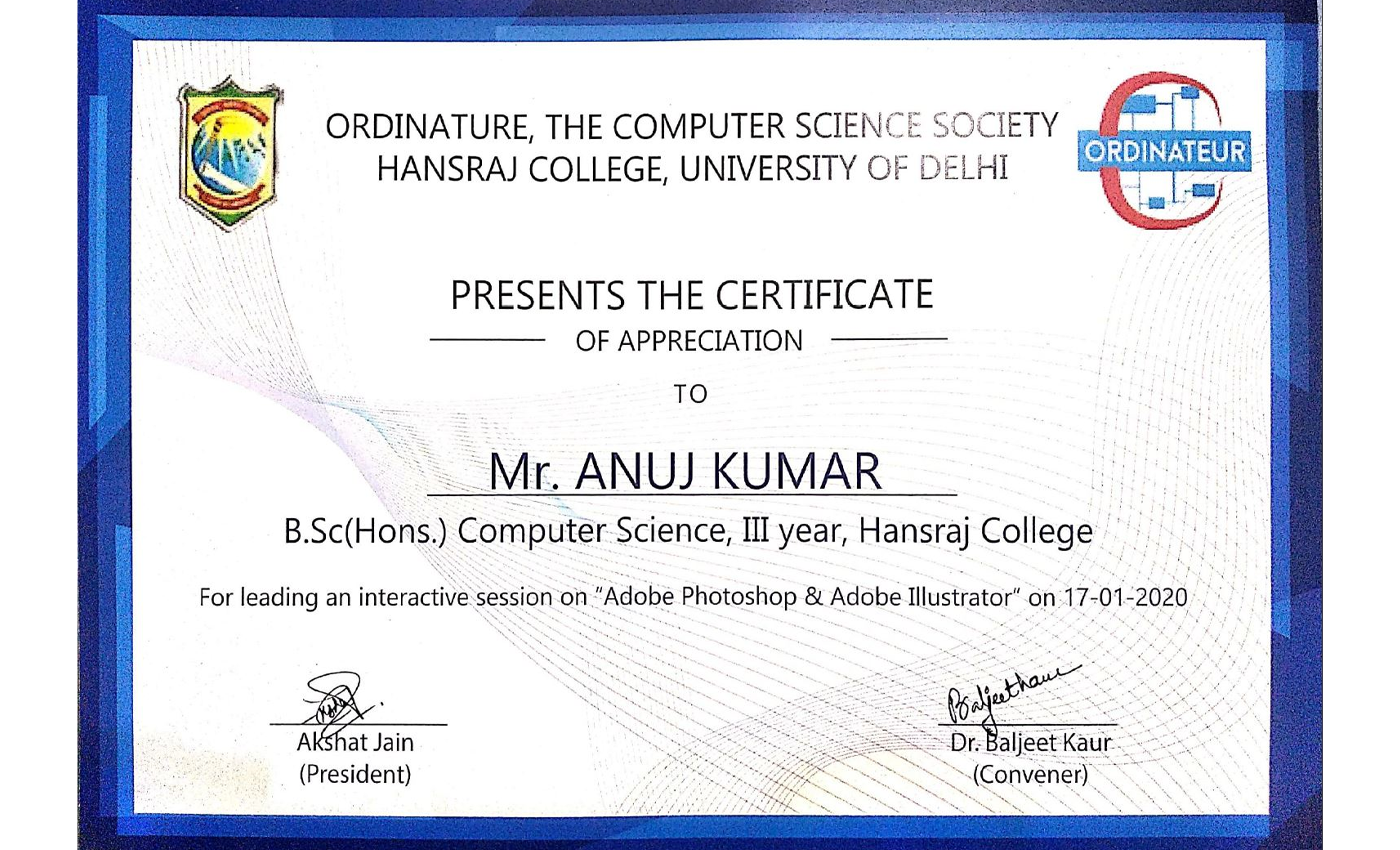 ORDINATURE, THE COMPUTER SCIENCE SOCIETY
HANSRAJ COLLEGE, UNIVERSITY OF DELHI
ORDINATEUR
PRESENTS THE CERTIFICATE
OF APPRECIATION
TO
Mr. ANUJ KUMAR
B.Sc(Hons.) Computer Science, III year, Hansraj College
For leading an interactive session on "Adobe Photoshop & Adobe Illustrator" on 17-01-2020
Baljeet Kaur
Akshat Jain
(President)
Dr. Baljeet Kaur
(Convener)